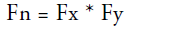 Fn = Fx * Fy